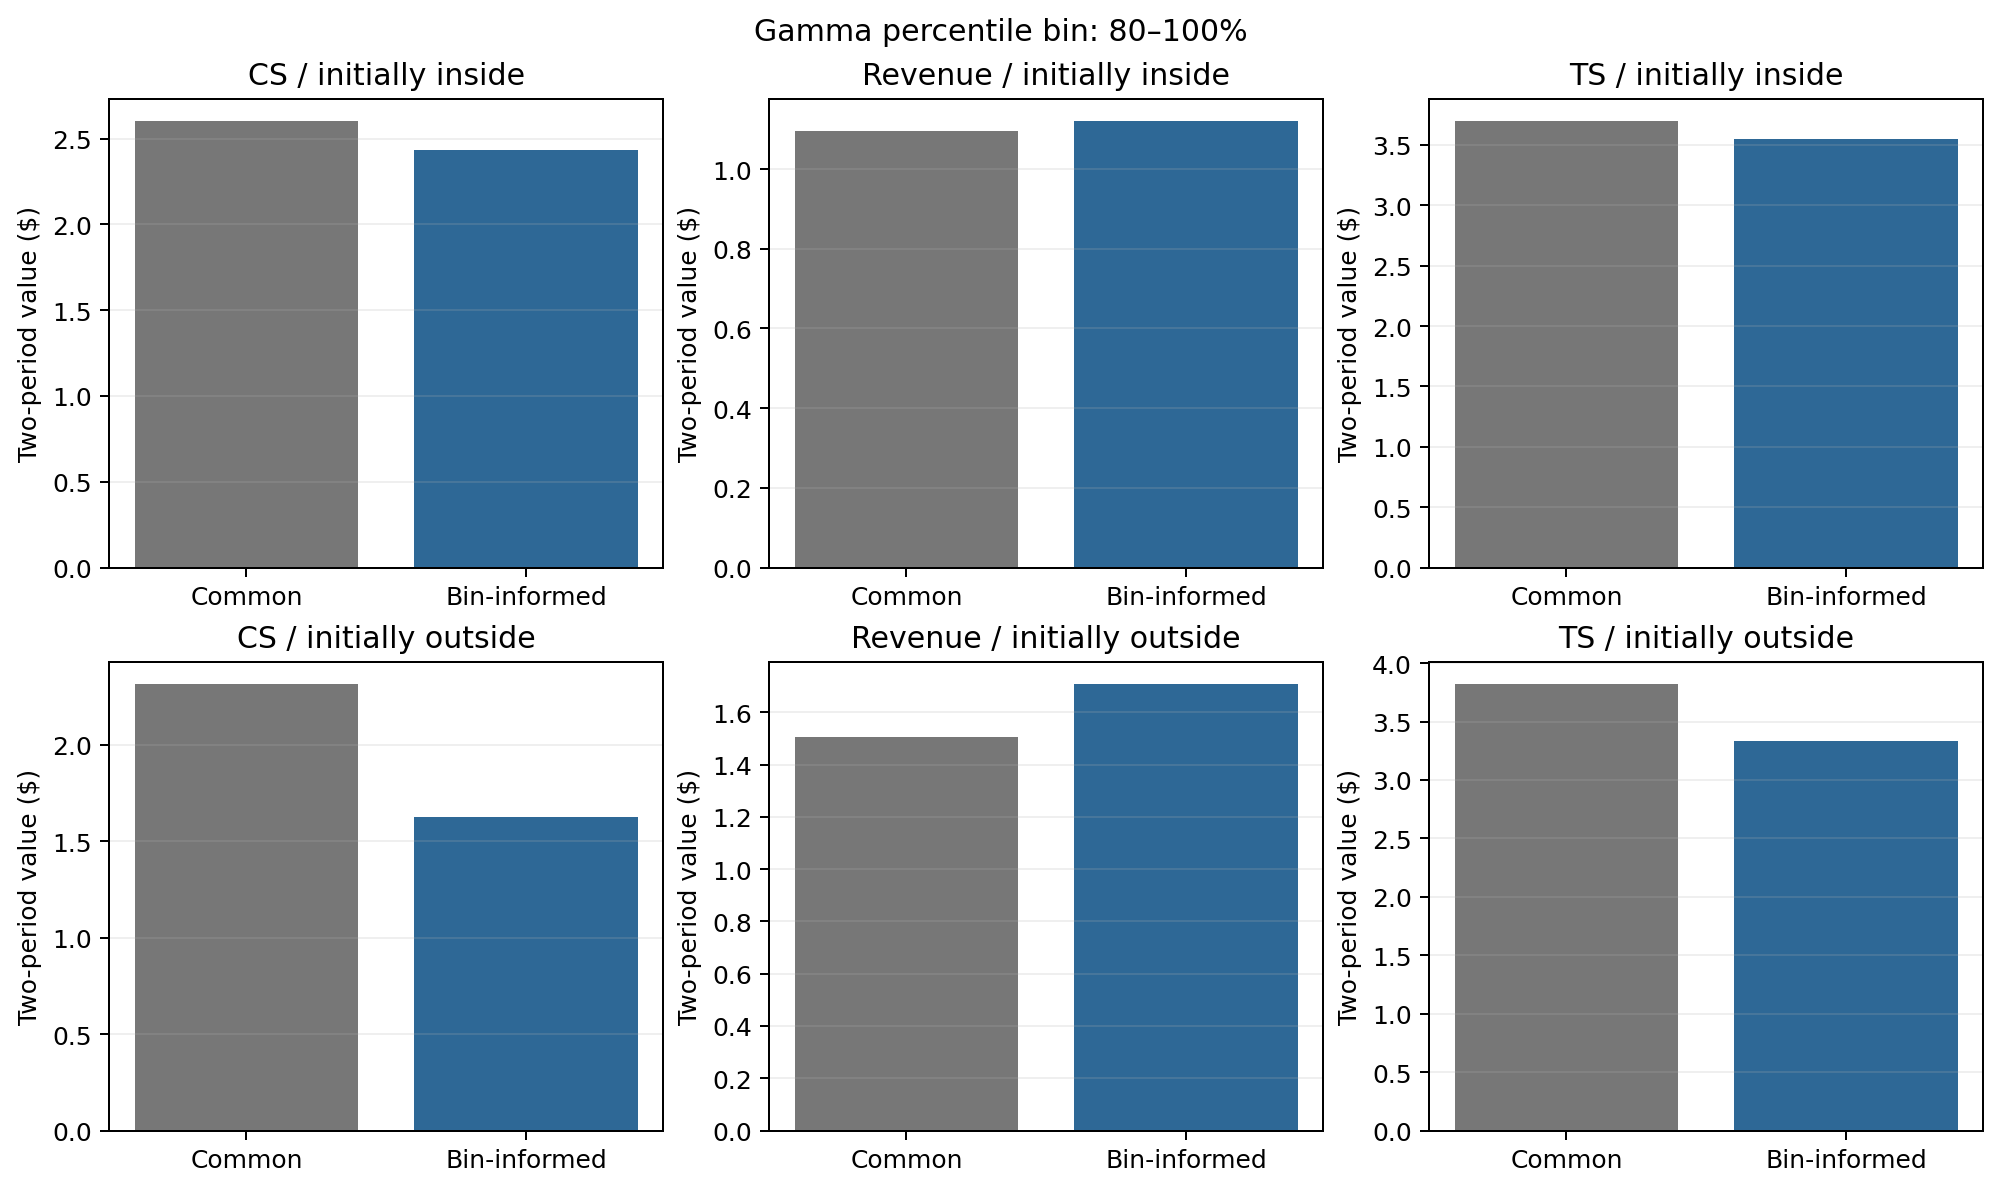 Gamma percentile bin: 80–100%
CS / initially inside
Two-period value ($)
2.5
2.0
1.5
1.0
0.5
0.0
Common
Bin-informed
Revenue / initially inside
Two-period value ($)
1.0
0.8
0.6
0.4
0.2
0.0
Common
Bin-informed
TS / initially inside
Two-period value ($)
3.5
3.0
2.5
2.0
1.5
1.0
0.5
0.0
Common
Bin-informed
CS / initially outside
Two-period value ($)
2.0
1.5
1.0
0.5
0.0
Common
Bin-informed
Revenue / initially outside
Two-period value ($)
1.6
1.4
1.2
1.0
0.8
0.6
0.4
0.2
0.0
Common
Bin-informed
TS / initially outside
Two-period value ($)
4.0
3.5
3.0
2.5
2.0
1.5
1.0
0.5
0.0
Common
Bin-informed